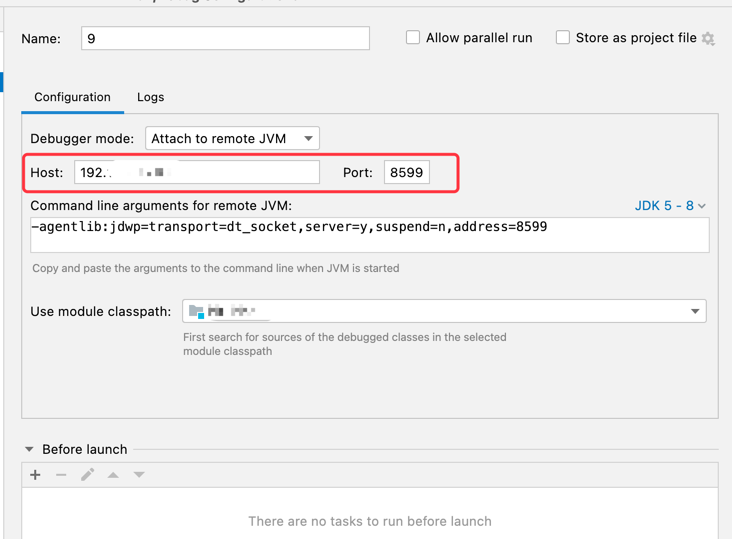 Name: 9 Allow parallel run Store as project file
Configuration Logs
Debugger mode: Attach to remote JVM
Host: 192. Port: 8599
Command line arguments for remote JVM: JDK 5 - 8
-agentlib:jdwp=transport=dt_socket,server=y,suspend=n,address=8599
Copy and paste the arguments to the command line when JVM is started
Use module classpath:
First search for sources of the debugged classes in the selected
module classpath
Before launch
There are no tasks to run before launch